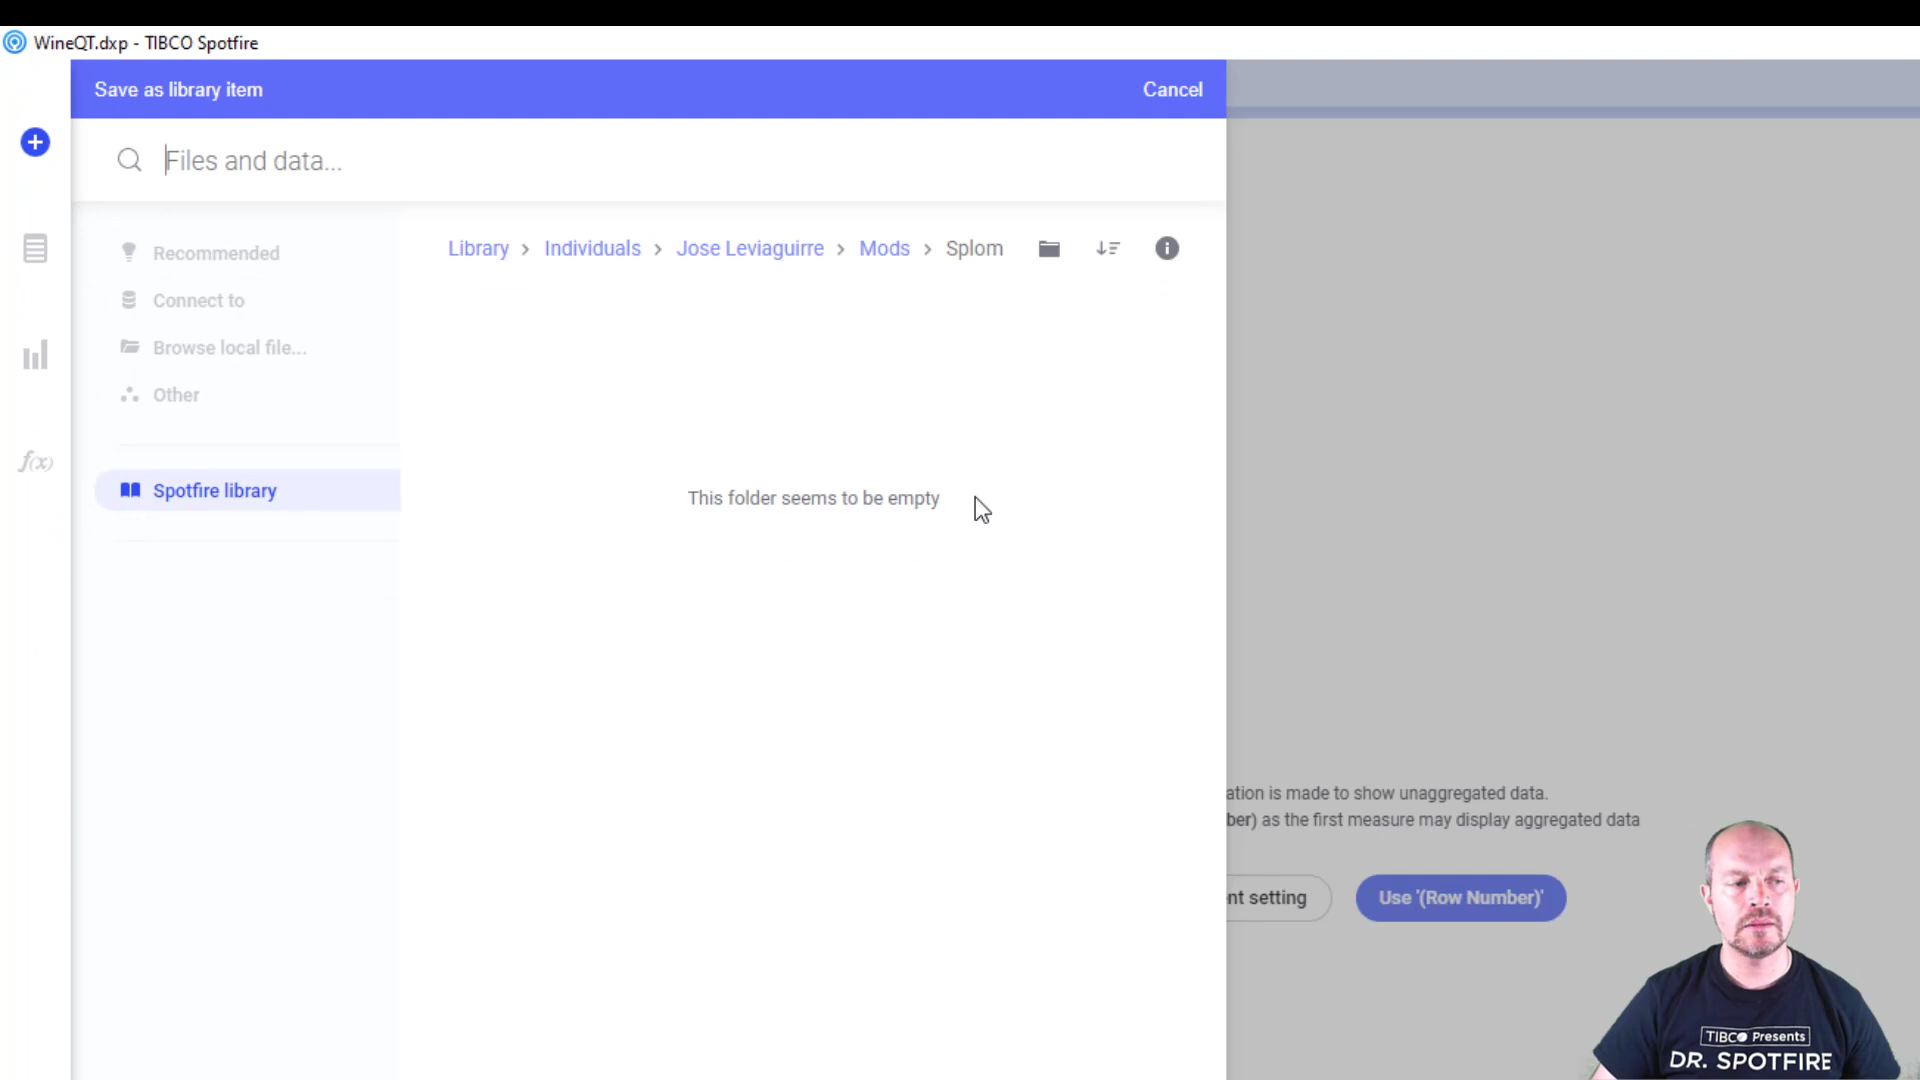 WineQT.dxp - TIBCO Spotfire
Save as library item
Cancel
Files and data...
Recommended
Connect to
Browse local file...
Other
Spotfire library
Library > Individuals > Jose Leviaguirre > Mods > Splom
This folder seems to be empty
f(x)
ation is made to show unaggregated data.
ber) as the first measure may display aggregated data
nt setting
Use '(Row Number)'
TIBCO Presents
DR. SPOTFIRE